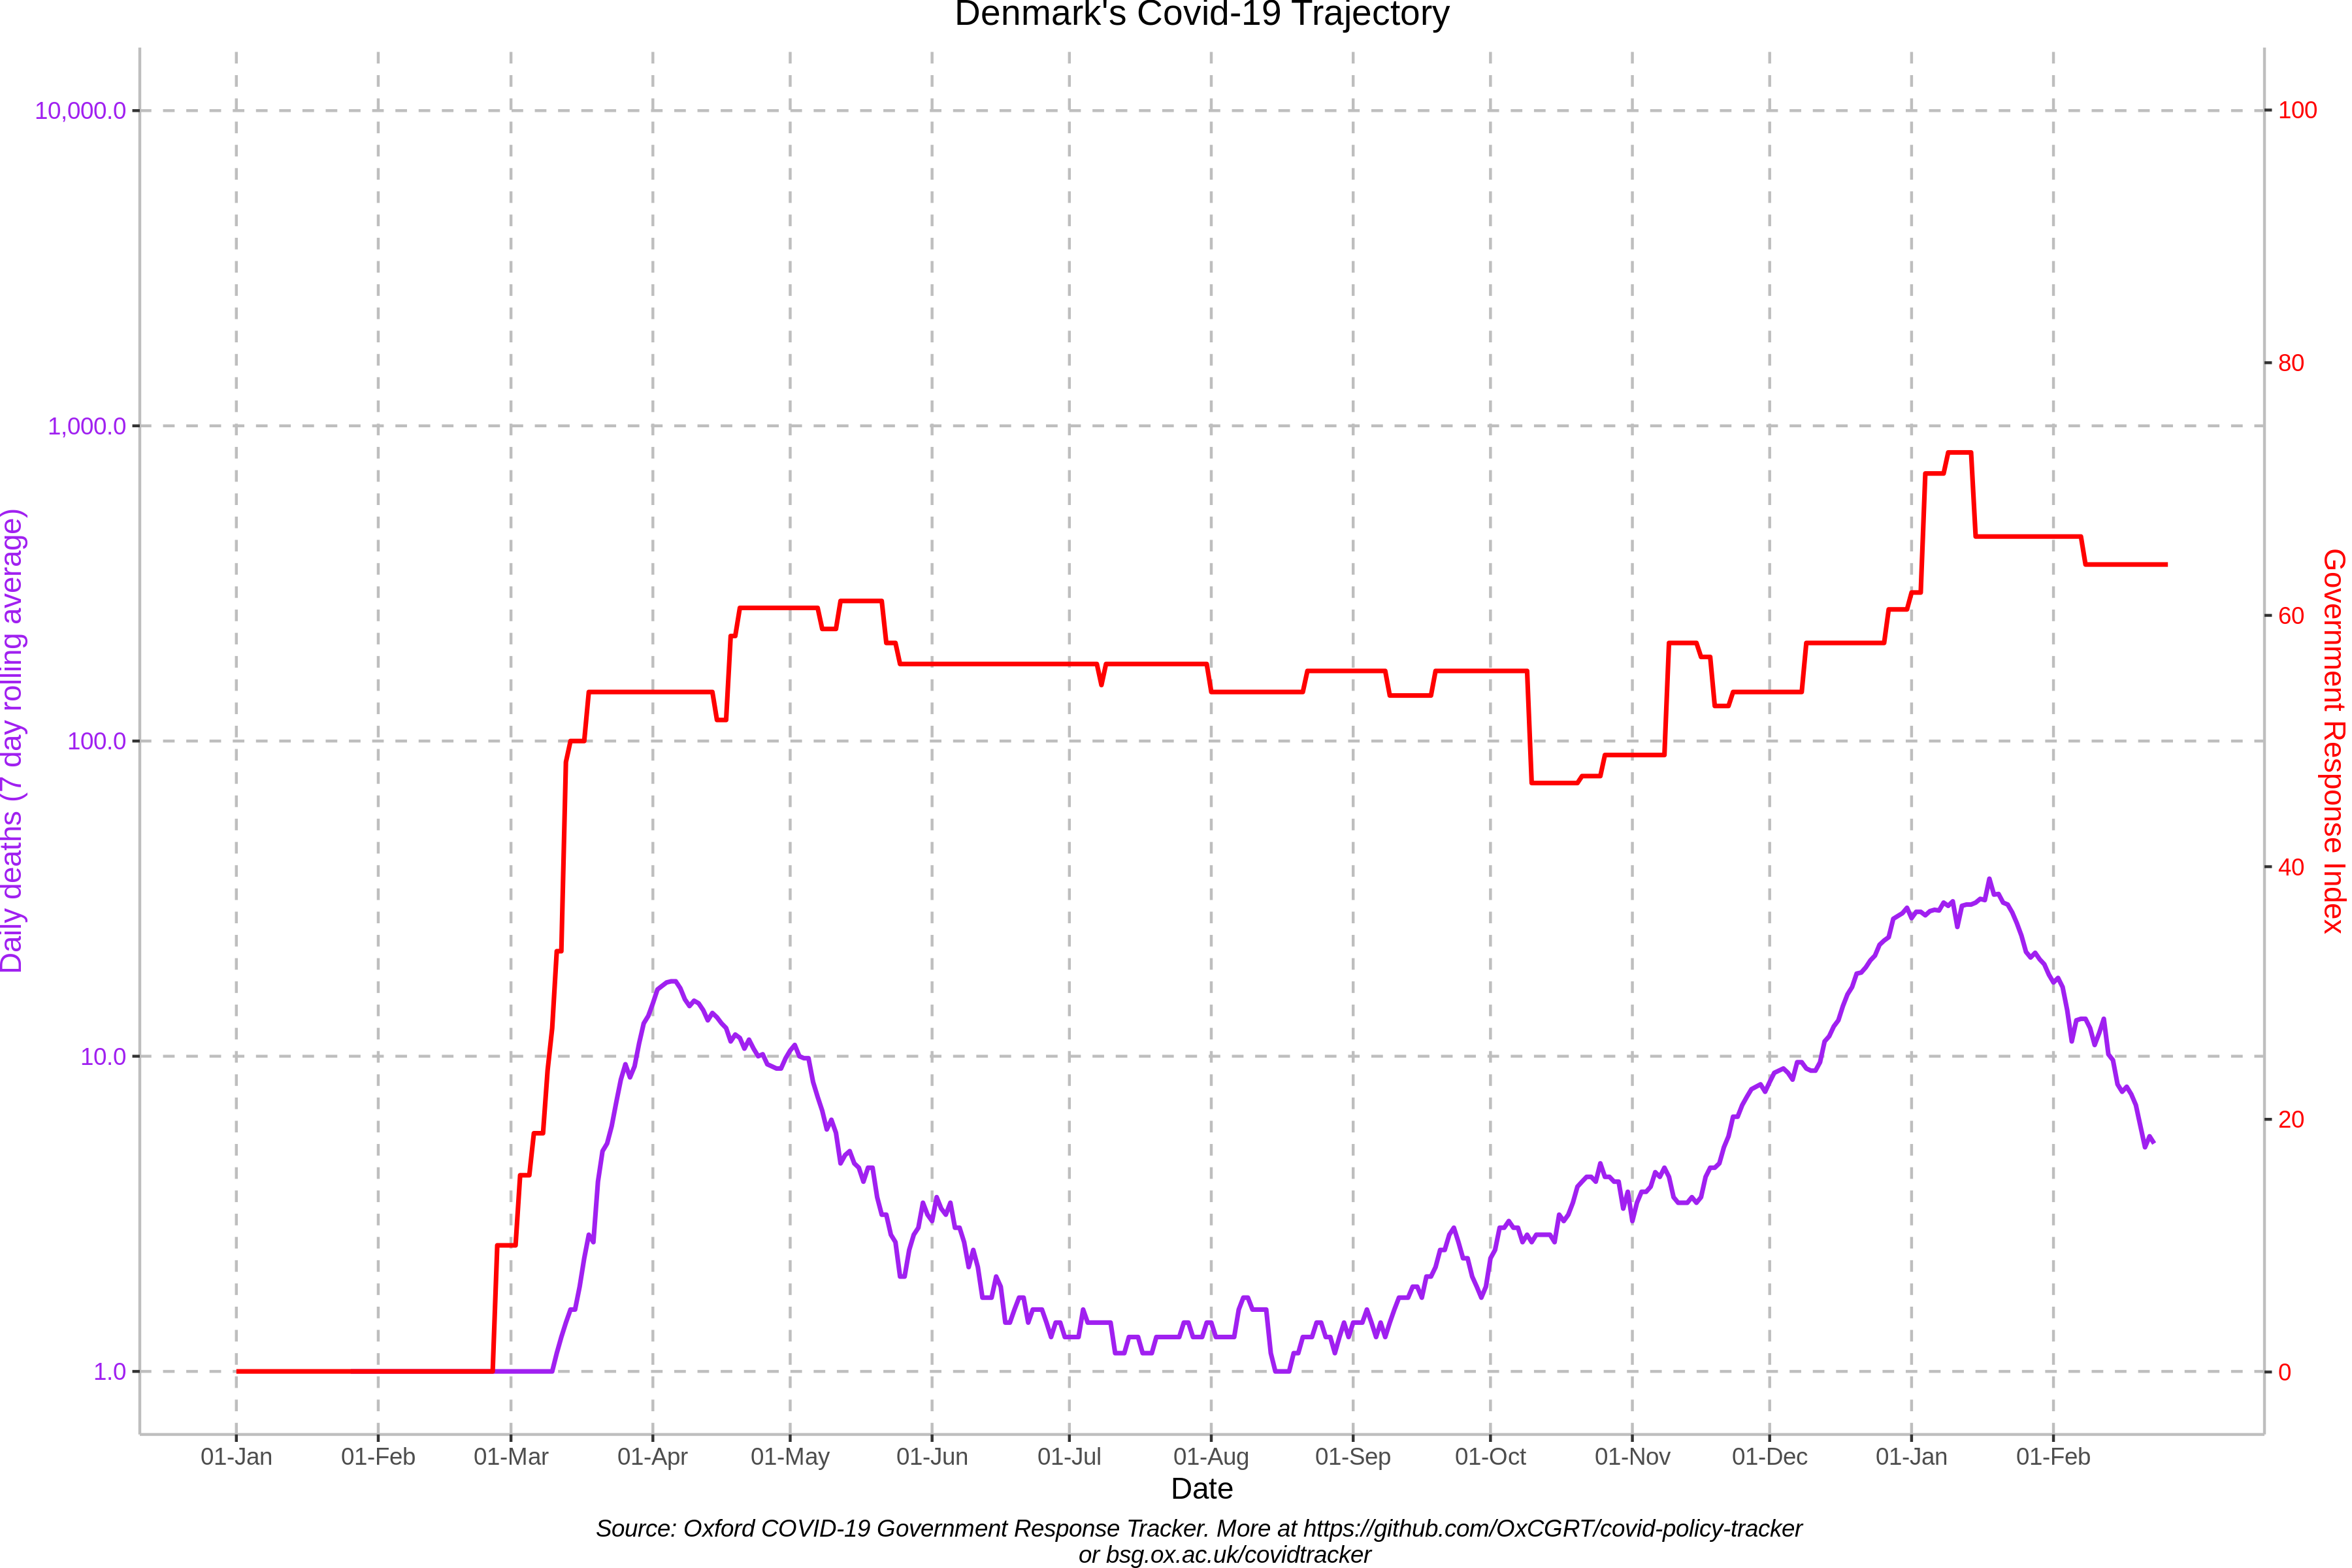 Denmark's Covid-19 Trajectory
10,000.0
1,000.0
100.0
10.0
1.0
Daily deaths (7 day rolling average)
100
80
60
40
20
0
Government Response Index
01-Jan 01-Feb 01-Mar 01-Apr 01-May 01-Jun 01-Jul 01-Aug 01-Sep 01-Oct 01-Nov 01-Dec 01-Jan 01-Feb
Date
Source: Oxford COVID-19 Government Response Tracker. More at https://github.com/OxCGRT/covid-policy-tracker
or bsg.ox.ac.uk/covidtracker